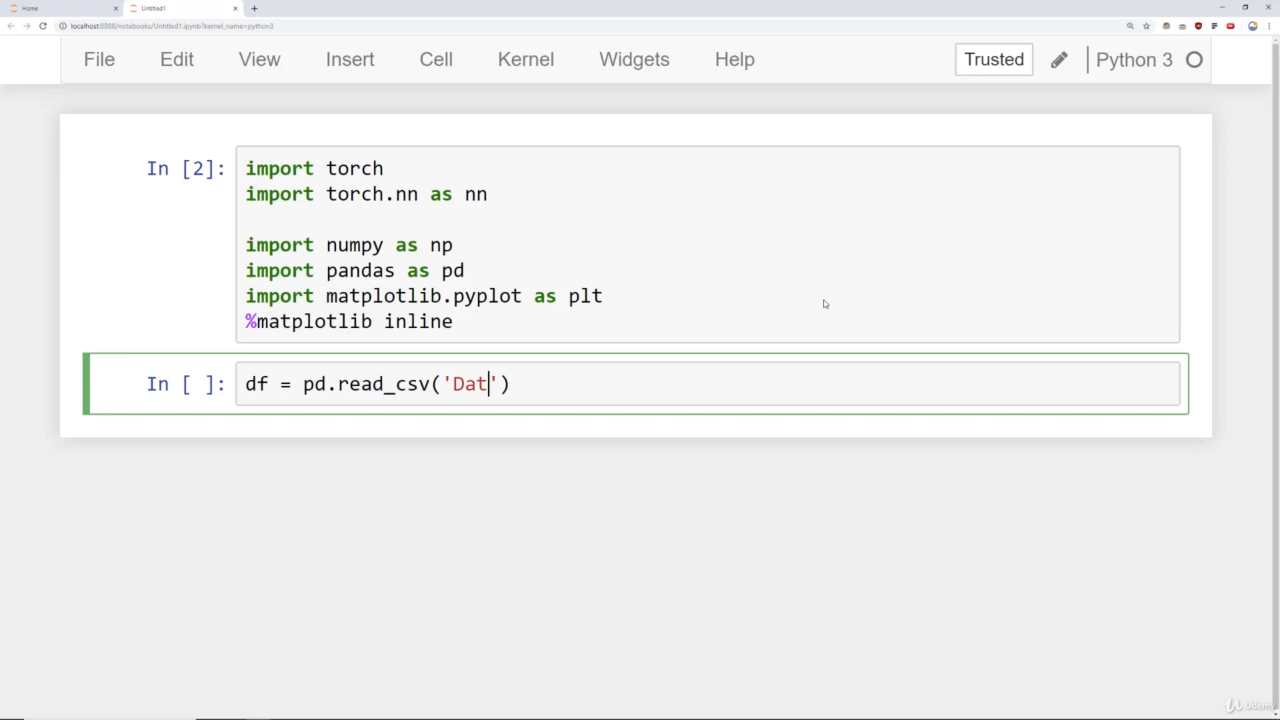 Home
Untitled1
localhost:8888/notebooks/Untitled1.ipynb?kernel_name=python3
File Edit View Insert Cell Kernel Widgets Help Trusted Python 3
In [2]:
import torch
import torch.nn as nn
import numpy as np
import pandas as pd
import matplotlib.pyplot as plt
%matplotlib inline
In [ ]:
df = pd.read_csv('Dat')
Udemy